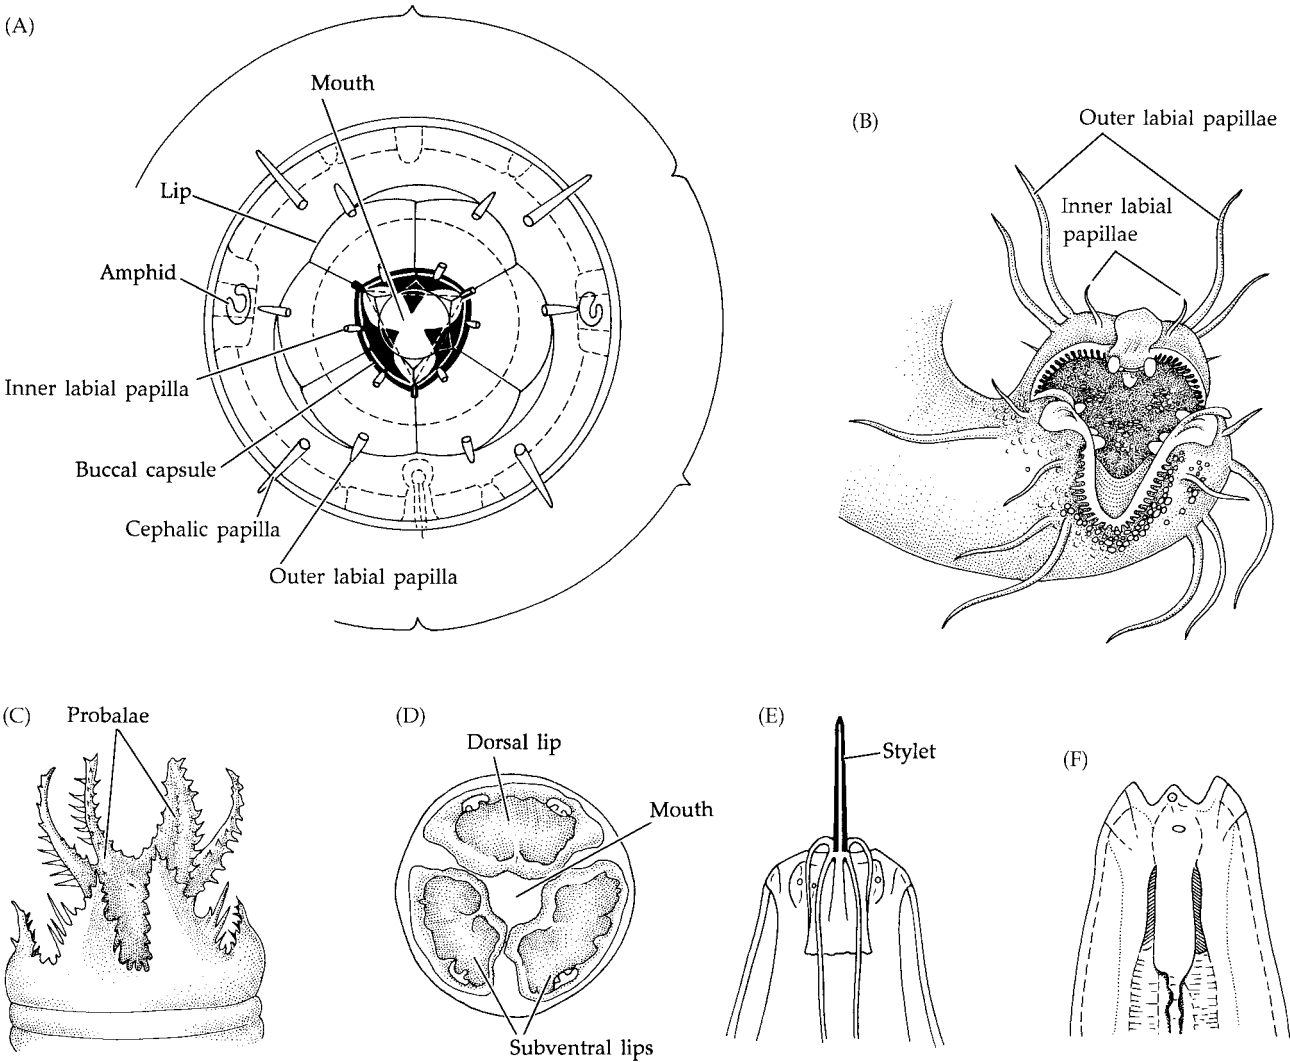 (A)
Mouth
Lip
Amphid
Inner labial papilla
Buccal capsule
Cephalic papilla
Outer labial papilla
(B)
Outer labial papillae
Inner labial
papillae
(C)
Probalae
(D)
Dorsal lip
Mouth
Subventral lips
(E)
Stylet
(F)